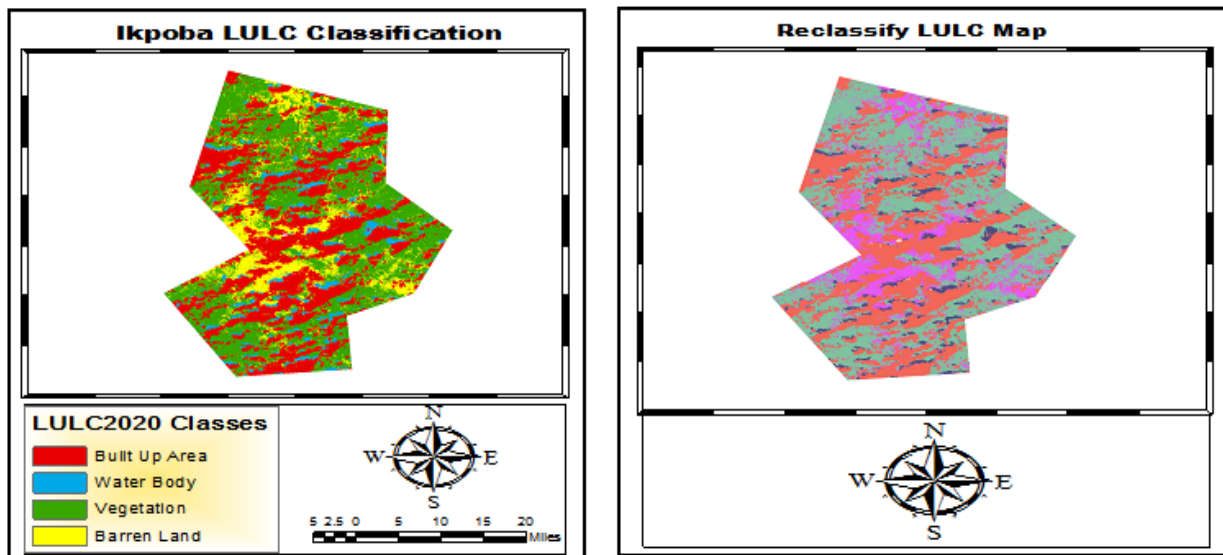 Ikpoba LULC Classification
LULC2020 Classes
Built Up Area
Water Body
Vegetation
Barren Land
N
W E
S
5 2.5 0 5 10 15 20
Miles
Reclassify LULC Map
N
W E
S